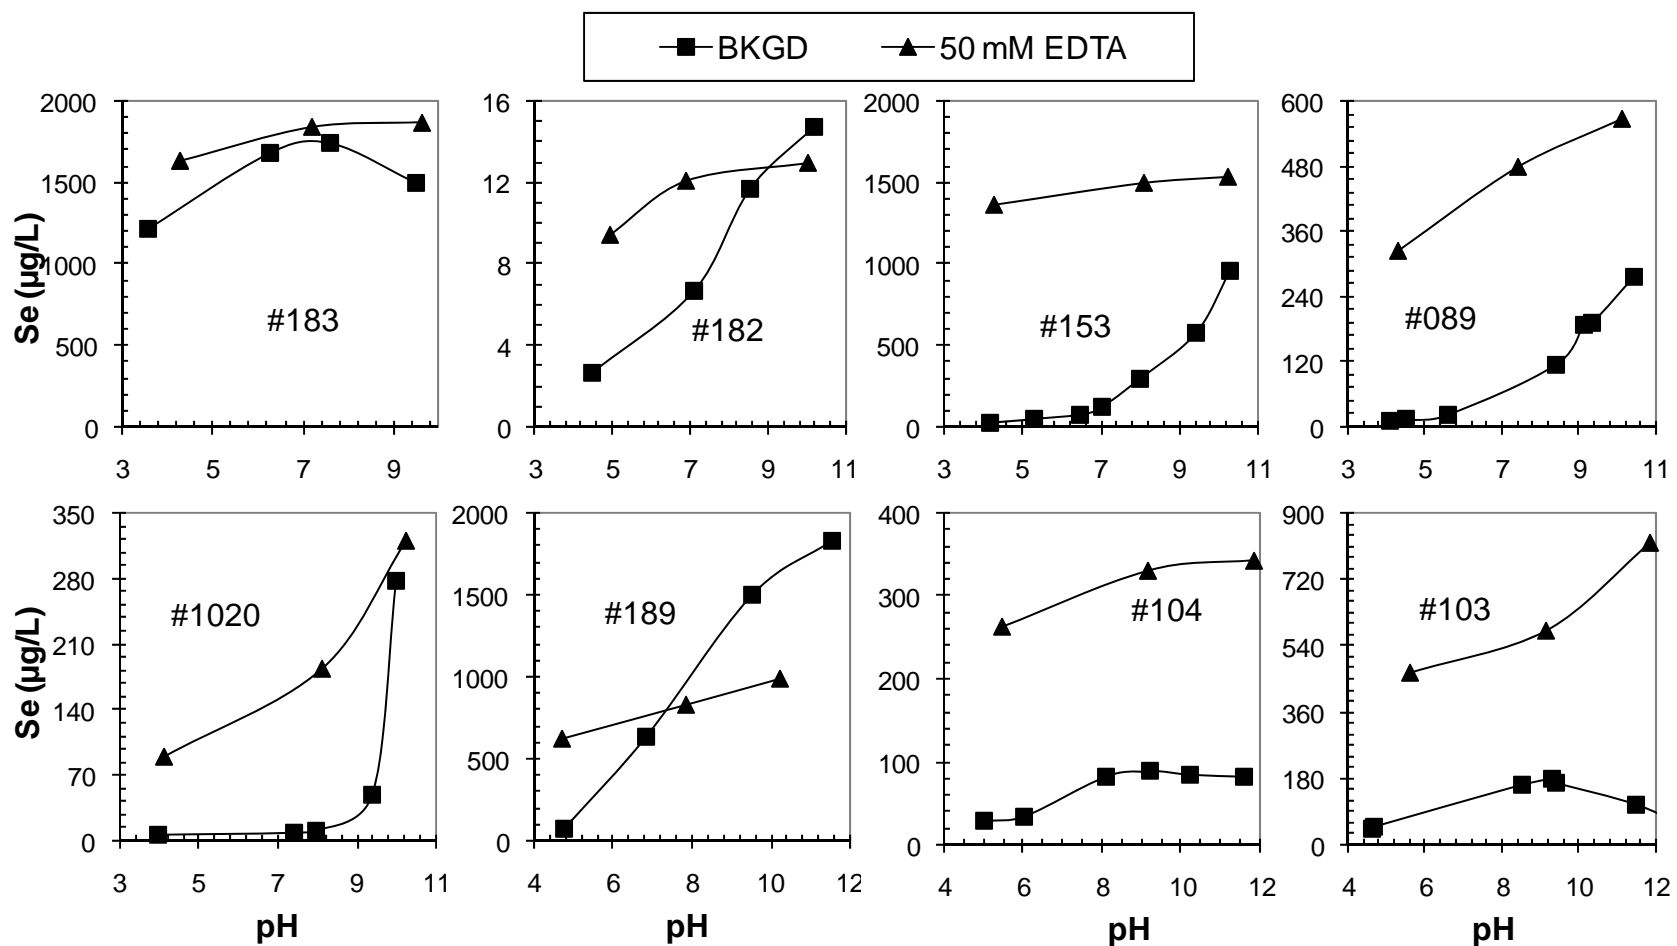 BKGD 50 mM EDTA
2000 16 2000 600
1500 12 1500 480
360
1000 8 1000 240
500 4 500 120
0 0 0 0
Se (µg/L)
#183 #182 #153 #089
3 5 7 9 3 5 7 9 11 3 5 7 9 11 3 5 7 9 11
350 2000 400 900
280 1500 300 720
210 540
140 1000 200 360
70 500 100 180
0 0 0 0
Se (µg/L)
#1020 #189 #104 #103
3 5 7 9 11 4 6 8 10 12 4 6 8 10 12 4 6 8 10 12
pH pH pH pH